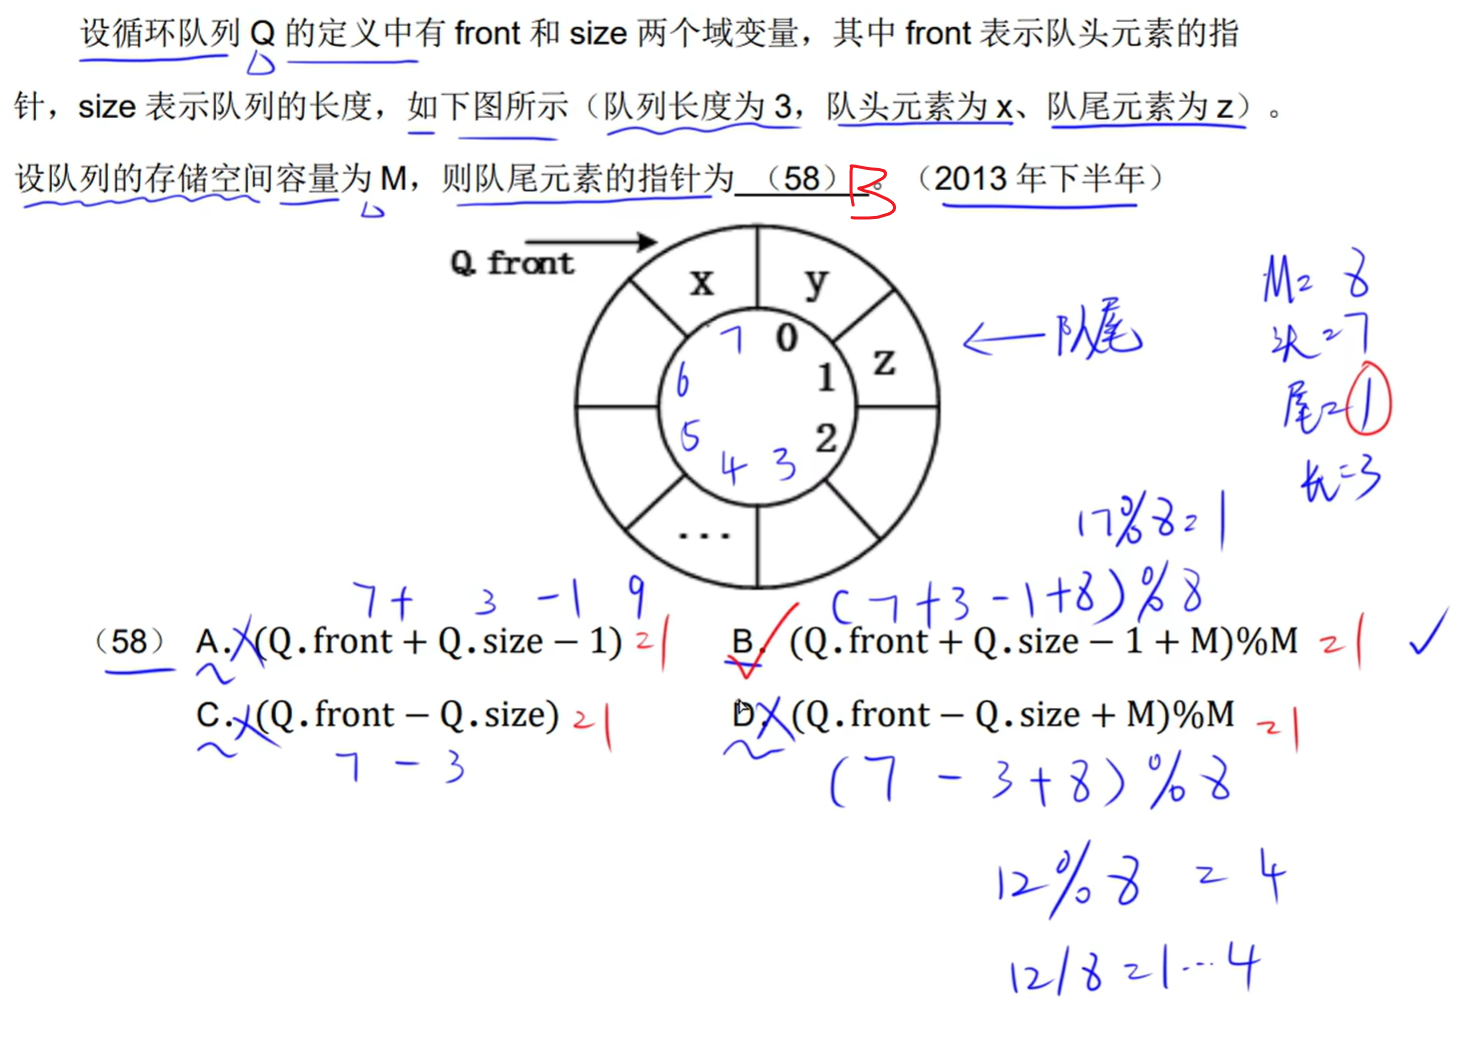 设循环队列 Q 的定义中有 front 和 size 两个域变量，其中 front 表示队头元素的指
针，size 表示队列的长度，如下图所示（队列长度为 3，队头元素为 x、队尾元素为 z）。
设队列的存储空间容量为 M，则队尾元素的指针为 （58） B 。（2013 年下半年）
Q. front
x y
z
7 0
6 1
5 2
4 3
...
← 队尾
M= 8
头=7
尾=1
长=3
17%8=1
7+ 3 -1 9
(7+3-1+8)%8
（58） A. X (Q.front + Q.size − 1) =1 B. (Q.front + Q.size − 1 + M)%M =1 ✓
C. X (Q.front − Q.size) =1 D. X (Q.front − Q.size + M)%M =1
7 - 3
(7 - 3+8)%8
12%8 = 4
12/8=1...4